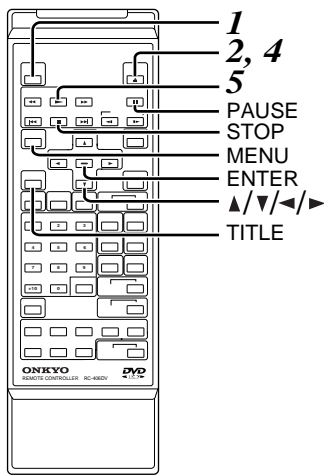 1
2, 4
5
PAUSE
STOP
MENU
ENTER
▲/▼/◄/►
TITLE
2 3
4 5 6
7 8 9
+10 0
ONKYO
REMOTE CONTROLLER RC-406DV
DVD